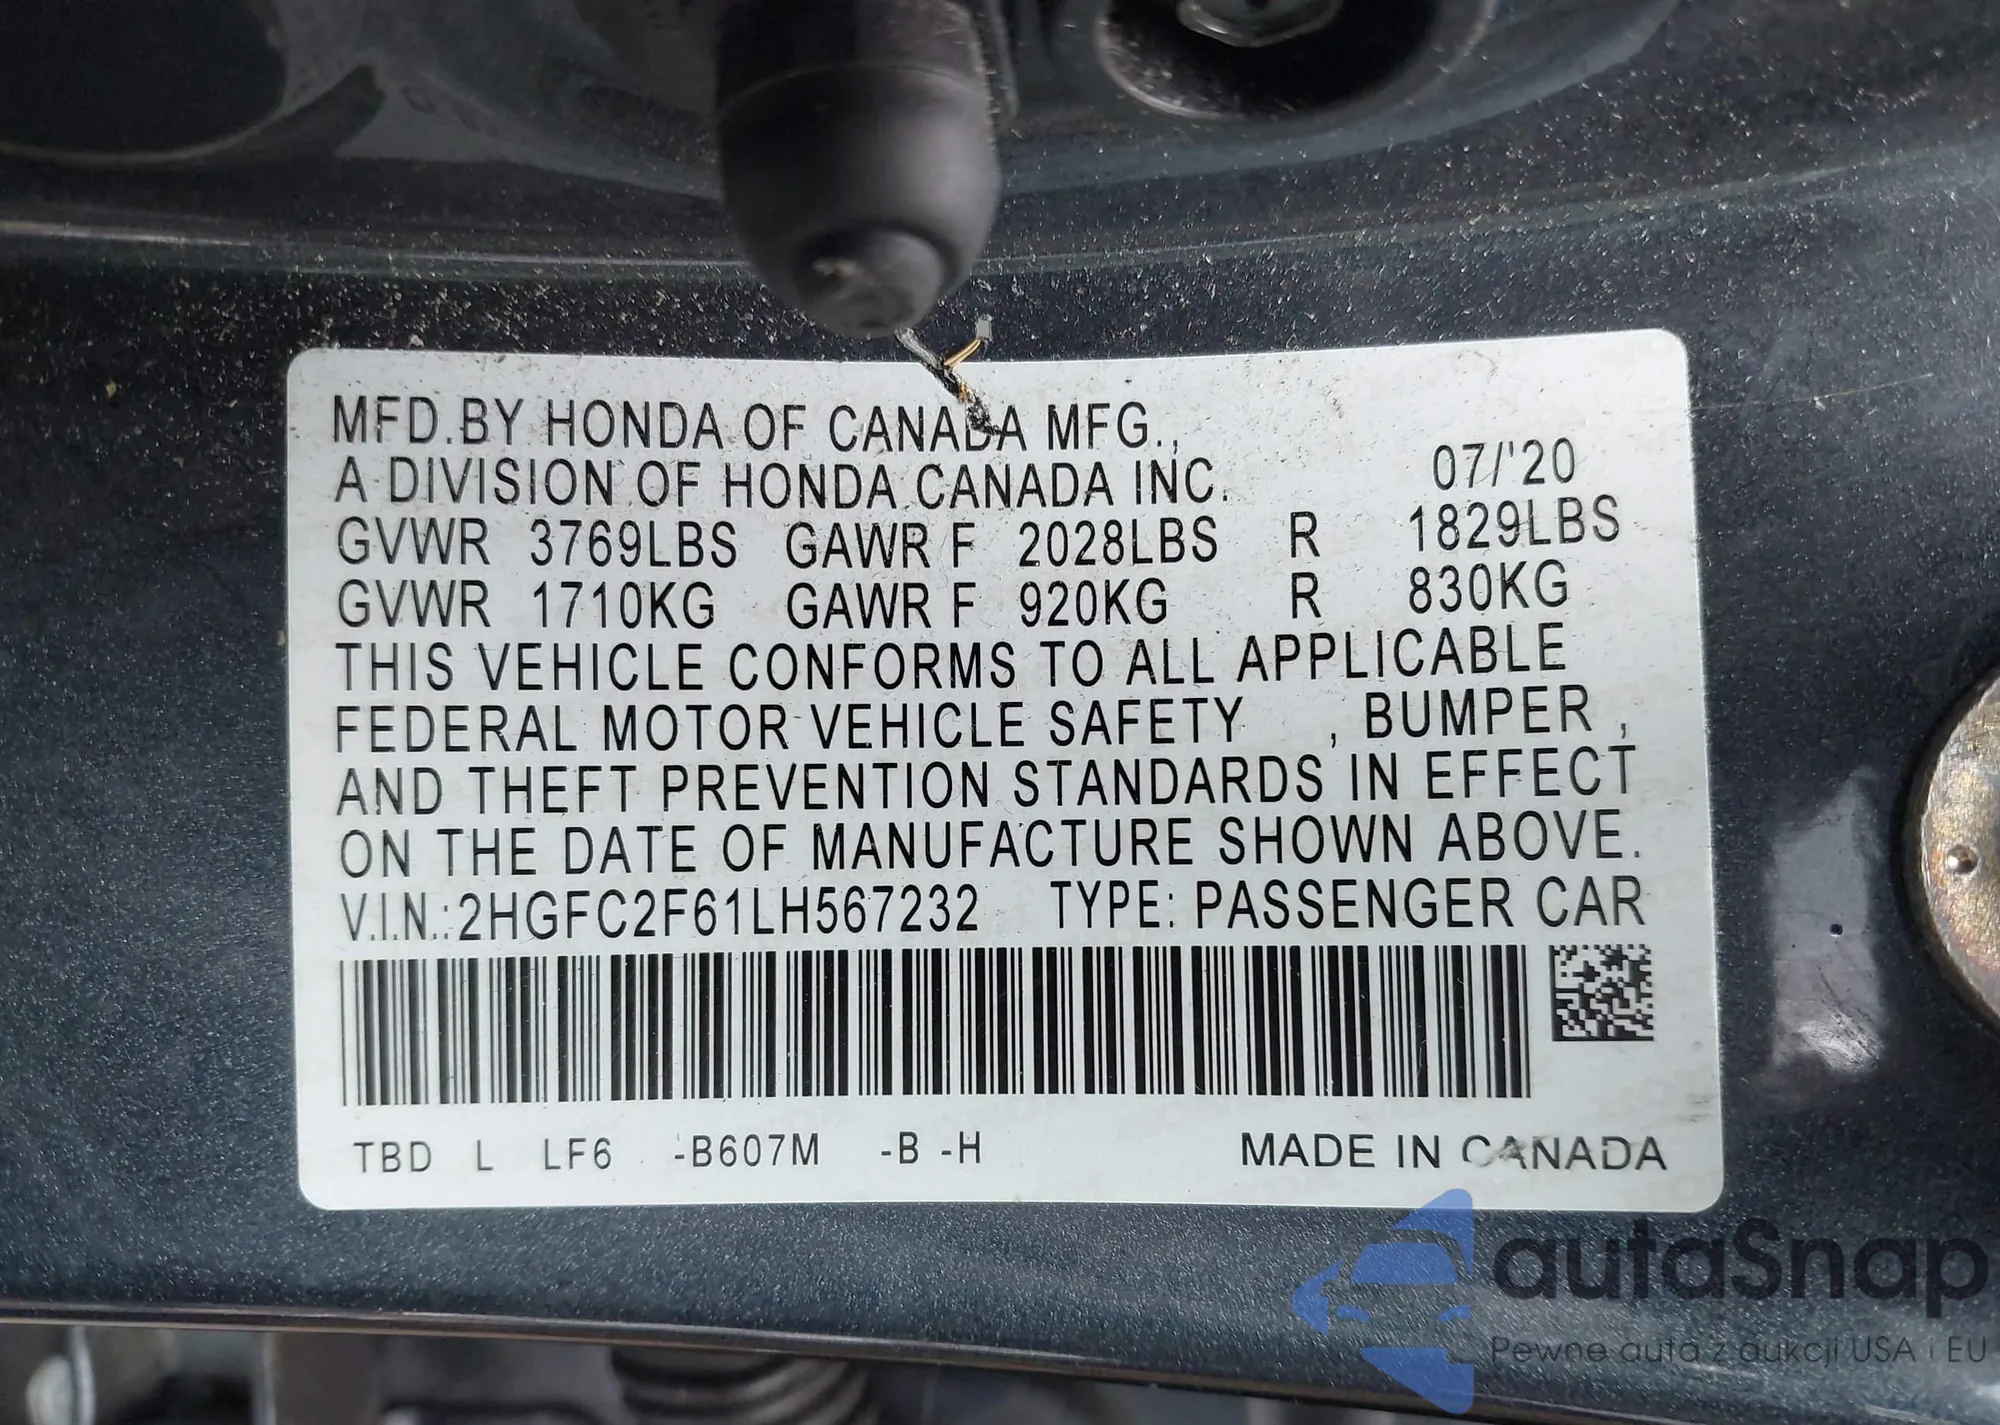 MFD.BY HONDA OF CANADA MFG.,
A DIVISION OF HONDA CANADA INC. 07/'20
GVWR 3769LBS GAWR F 2028LBS R 1829LBS
GVWR 1710KG GAWR F 920KG R 830KG
THIS VEHICLE CONFORMS TO ALL APPLICABLE
FEDERAL MOTOR VEHICLE SAFETY , BUMPER ,
AND THEFT PREVENTION STANDARDS IN EFFECT
ON THE DATE OF MANUFACTURE SHOWN ABOVE.
V.I.N.:2HGFC2F61LH567232 TYPE: PASSENGER CAR
TBD L LF6 -B607M -B -H MADE IN CANADA
autaSnap
Pewne auta z aukcji USA i EU